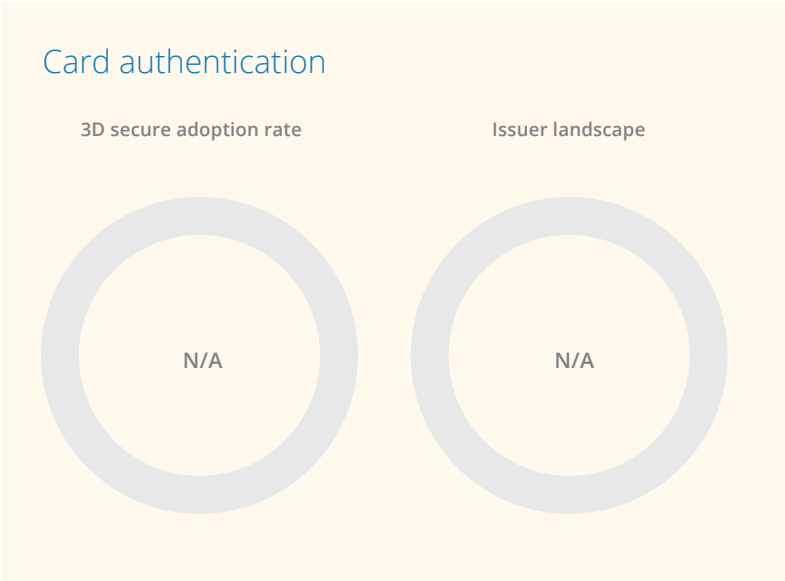 Card authentication
3D secure adoption rate
Issuer landscape
N/A
N/A